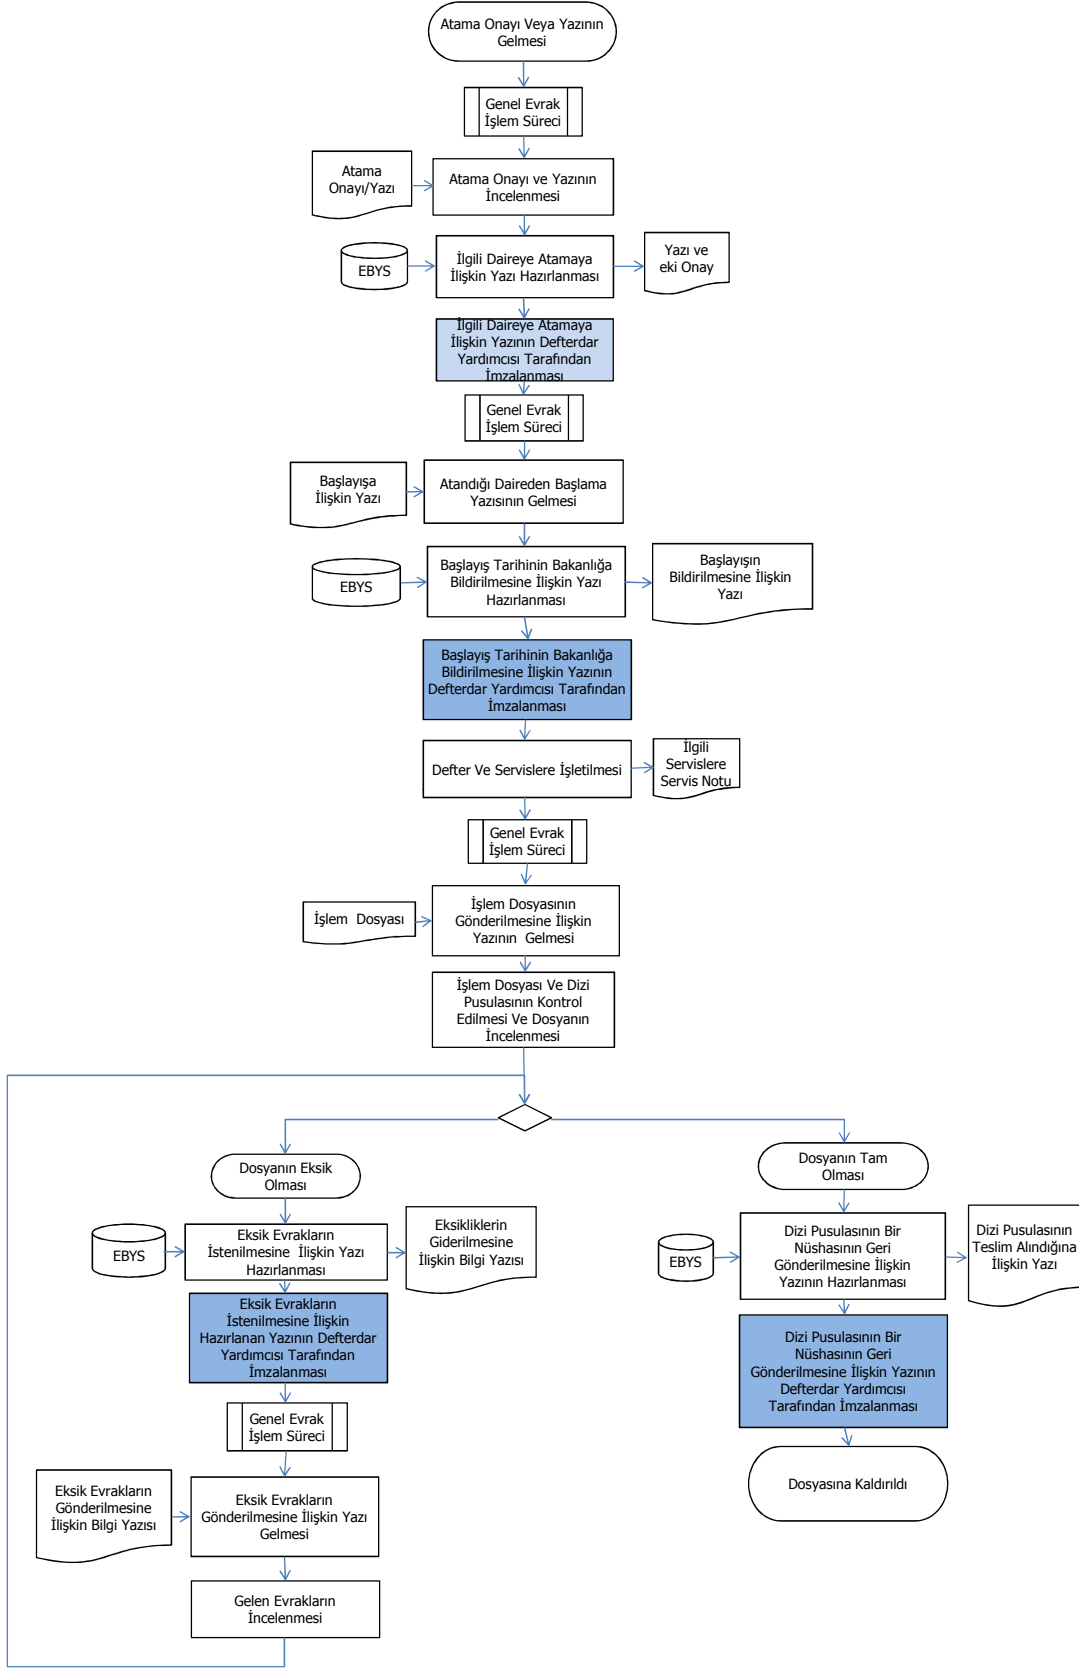 Atama Onayı Veya Yazının
Gelmesi
Genel Evrak
İşlem Süreci
Atama
Onayı/Yazı
Atama Onayı ve Yazının
İncelenmesi
EBYS
İlgili Daireye Atamaya
İlişkin Yazı Hazırlanması
Yazı ve
eki Onay
İlgili Daireye Atamaya
İlişkin Yazının Defterdar
Yardımcısı Tarafından
İmzalanması
Genel Evrak
İşlem Süreci
Başlayışa
İlişkin Yazı
Atandığı Daireden Başlama
Yazısının Gelmesi
EBYS
Başlayış Tarihinin Bakanlığa
Bildirilmesine İlişkin Yazı
Hazırlanması
Başlayışın
Bildirilmesine İlişkin
Yazı
Başlayış Tarihinin Bakanlığa
Bildirilmesine İlişkin Yazının
Defterdar Yardımcısı Tarafından
İmzalanması
Defter Ve Servislere İşletilmesi
İlgili
Servislere
Servis Notu
Genel Evrak
İşlem Süreci
İşlem  Dosyası
İşlem Dosyasının
Gönderilmesine İlişkin
Yazının  Gelmesi
İşlem Dosyası Ve Dizi
Pusulasının Kontrol
Edilmesi Ve Dosyanın
İncelenmesi
Dosyanın Eksik
Olması
EBYS
Eksik Evrakların
İstenilmesine  İlişkin Yazı
Hazırlanması
Eksikliklerin
Giderilmesine
İlişkin Bilgi Yazısı
Eksik Evrakların
İstenilmesine İlişkin
Hazırlanan Yazının Defterdar
Yardımcısı Tarafından
İmzalanması
Genel Evrak
İşlem Süreci
Eksik Evrakların
Gönderilmesine
İlişkin Bilgi Yazısı
Eksik Evrakların
Gönderilmesine İlişkin Yazı
Gelmesi
Gelen Evrakların
İncelenmesi
Dosyanın Tam
Olması
EBYS
Dizi Pusulasının Bir
Nüshasının Geri
Gönderilmesine İlişkin
Yazının Hazırlanması
Dizi Pusulasının
Teslim Alındığına
İlişkin Yazı
Dizi Pusulasının Bir
Nüshasının Geri
Gönderilmesine İlişkin Yazının
Defterdar Yardımcısı
Tarafından İmzalanması
Dosyasına Kaldırıldı